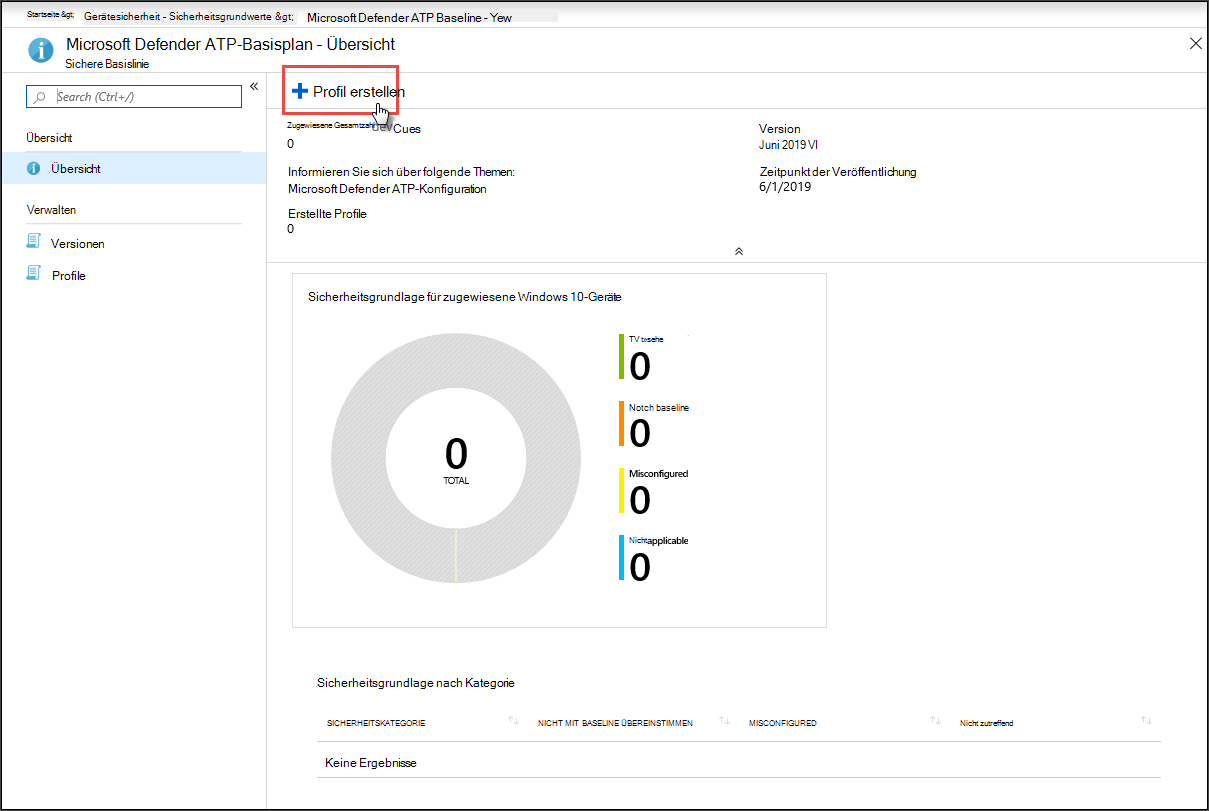 Startseite &gt; Gerätesicherheit - Sicherheitsgrundwerte &gt; Microsoft Defender ATP Baseline - Yew
Microsoft Defender ATP-Basisplan - Übersicht
Sichere Basislinie
Search (Ctrl+/)
Übersicht
Übersicht
Verwalten
Versionen
Profile
Profil erstellen
Zugewiesene Gesamtzahl dev Cues
0
Version
Juni 2019 VI
Informieren Sie sich über folgende Themen:
Microsoft Defender ATP-Konfiguration
Zeitpunkt der Veröffentlichung
6/1/2019
Erstellte Profile
0
Sicherheitsgrundlage für zugewiesene Windows 10-Geräte
0
TOTAL
0
Notch baseline
0
Misconfigured
0
Nicht applicable
0
Sicherheitsgrundlage nach Kategorie
SICHERHEITSKATEGORIE NICHT MIT BASELINE ÜBEREINSTIMMEN MISCONFIGURED Nicht zutreffend
Keine Ergebnisse